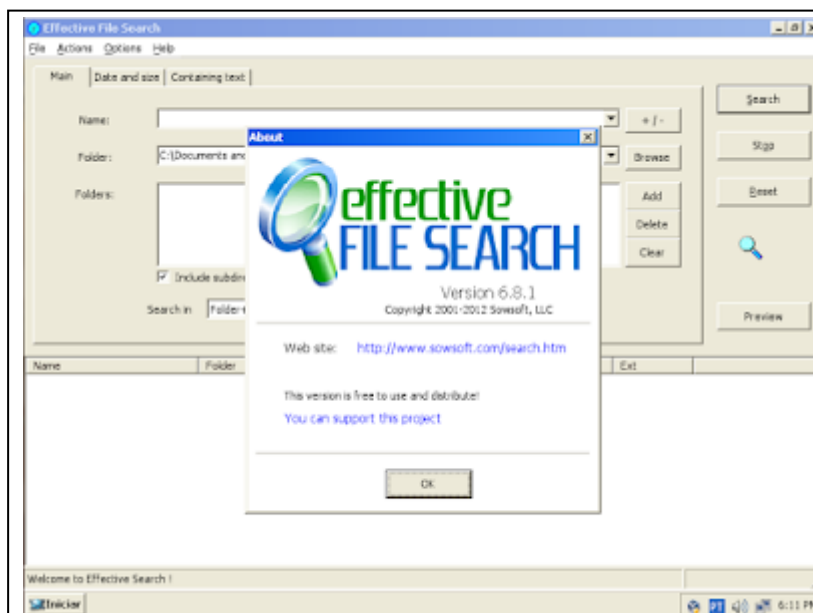 Effective File Search
File Actions Options Help
Main Date and size Containing text
Name: + / -
Folder: C:\Documents and Browse
Folders: Add
Delete
Clear
Include subdire
Search in Folder
Search
Stop
Reset
Preview
About
effective
FILE SEARCH
Version 6.8.1
Copyright 2001-2012 Sowsoft, LLC
Web site: http://www.sowsoft.com/search.htm
This version is free to use and distribute!
You can support this project
OK
Name Folder Ext
Welcome to Effective Search !
Iniciar PT 6:11 PM